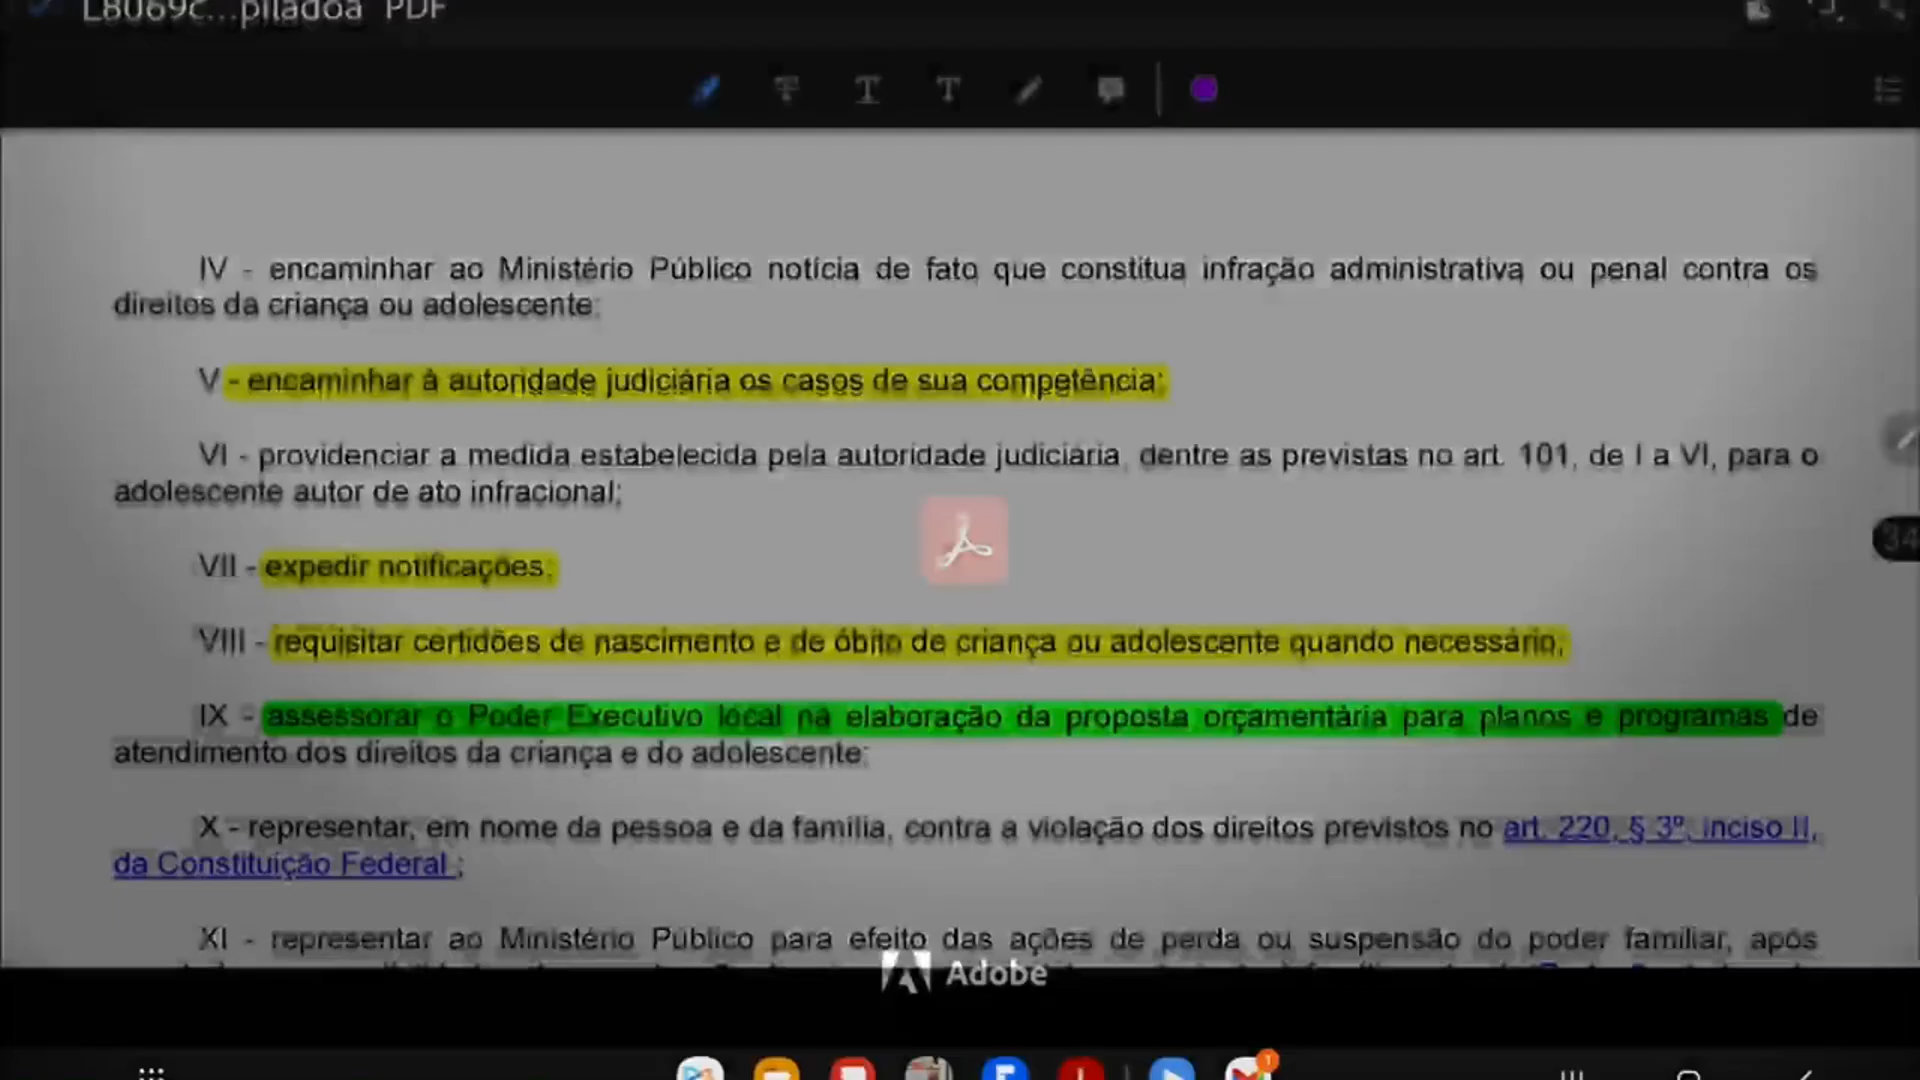 L8069c...piladoa PDF
IV - encaminhar ao Ministério Público notícia de fato que constitua infração administrativa ou penal contra os
direitos da criança ou adolescente;
V - encaminhar à autoridade judiciária os casos de sua competência;
VI - providenciar a medida estabelecida pela autoridade judiciária, dentre as previstas no art. 101, de I a VI, para o
adolescente autor de ato infracional;
VII - expedir notificações;
34
VIII - requisitar certidões de nascimento e de óbito de criança ou adolescente quando necessário;
IX - assessorar o Poder Executivo local na elaboração da proposta orçamentária para planos e programas de
atendimento dos direitos da criança e do adolescente;
X - representar, em nome da pessoa e da família, contra a violação dos direitos previstos no art. 220, § 3º, inciso II,
da Constituição Federal ;
XI - representar ao Ministério Público para efeito das ações de perda ou suspensão do poder familiar, após
Adobe
1